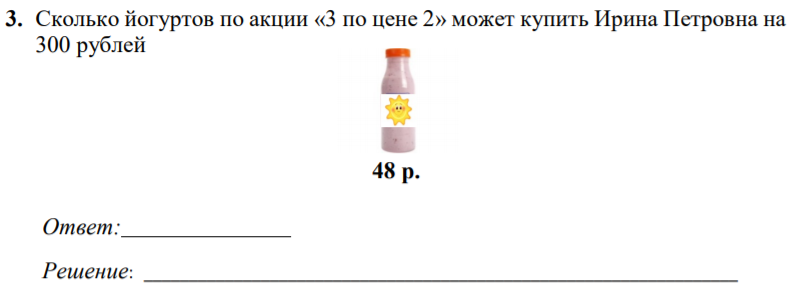 3. Сколько йогуртов по акции «3 по цене 2» может купить Ирина Петровна на
300 рублей
48 р.
Ответ:
Решение: